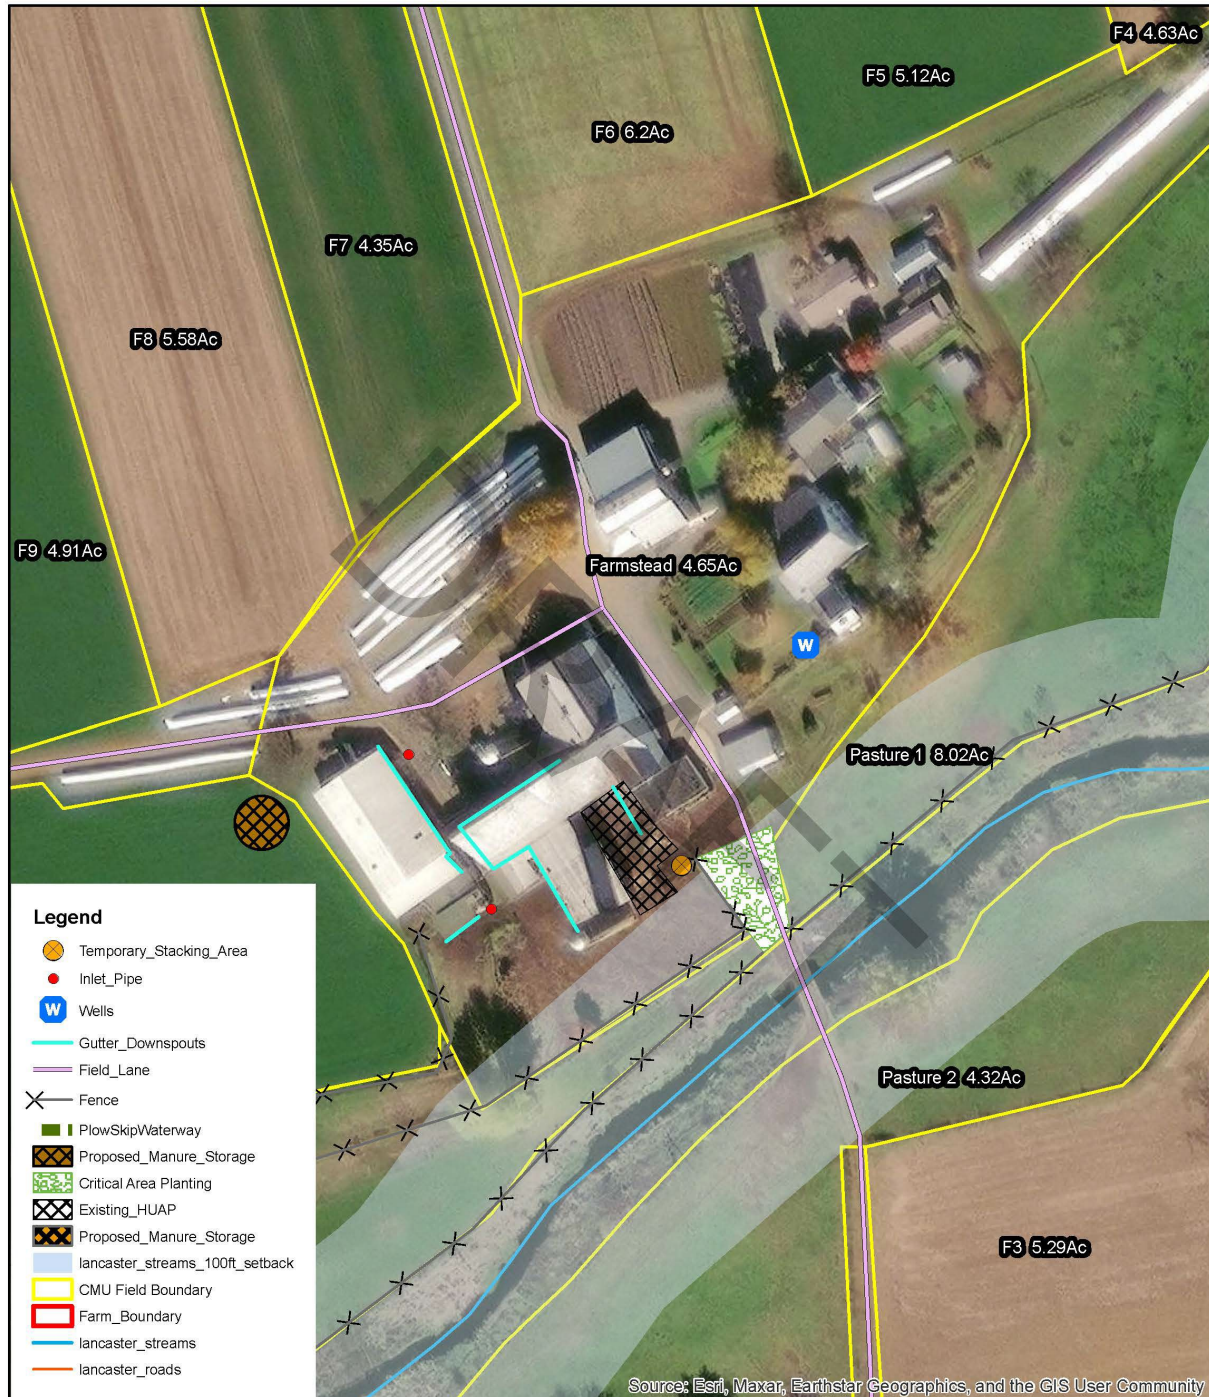 F4 4.63Ac
F5 5.12Ac
F6 6.2Ac
F7 4.35Ac
F8 5.58Ac
F9 4.91Ac
Farmstead 4.65Ac
W
Pasture 1 8.02Ac
Pasture 2 4.32Ac
F3 5.29Ac
DRAFT
Legend
Temporary_Stacking_Area
Inlet_Pipe
W Wells
Gutter_Downspouts
Field_Lane
Fence
PlowSkipWaterway
Proposed_Manure_Storage
Critical Area Planting
Existing_HUAP
Proposed_Manure_Storage
lancaster_streams_100ft_setback
CMU Field Boundary
Farm_Boundary
lancaster_streams
lancaster_roads
Source: Esri, Maxar, Earthstar Geographics, and the GIS User Community